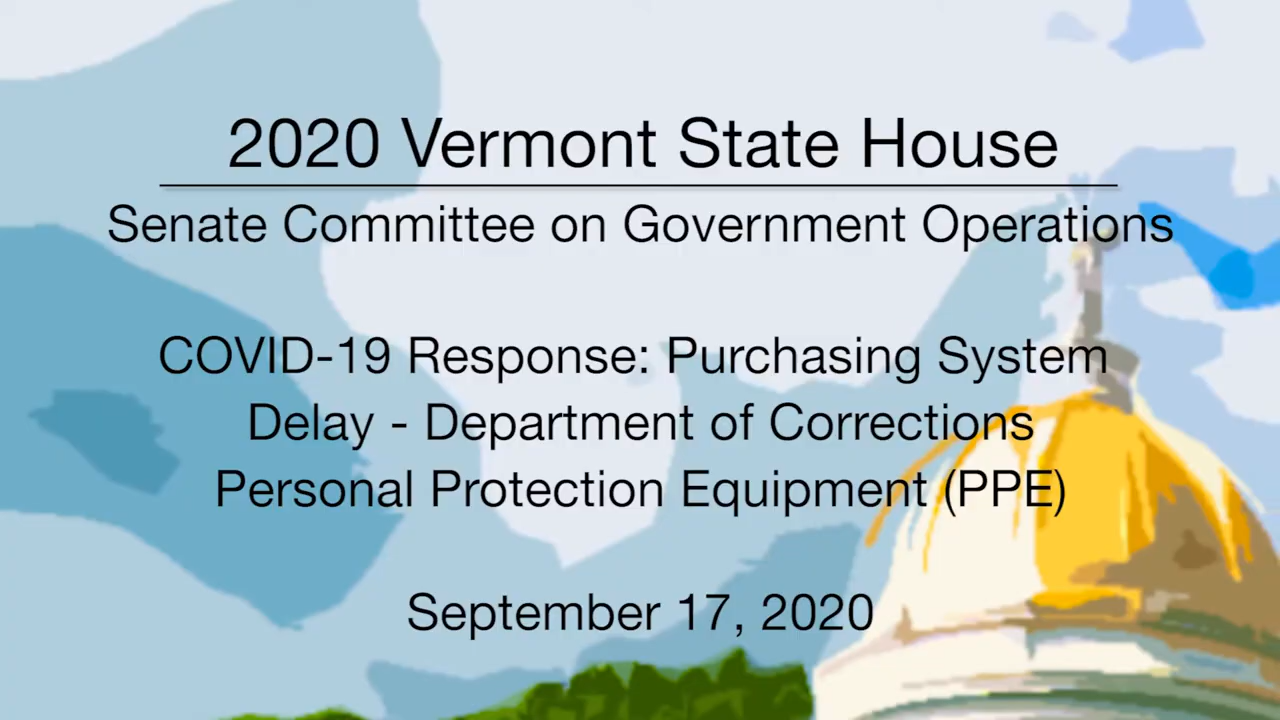 2020 Vermont State House
Senate Committee on Government Operations
COVID-19 Response: Purchasing System
Delay - Department of Corrections
Personal Protection Equipment (PPE)
September 17, 2020